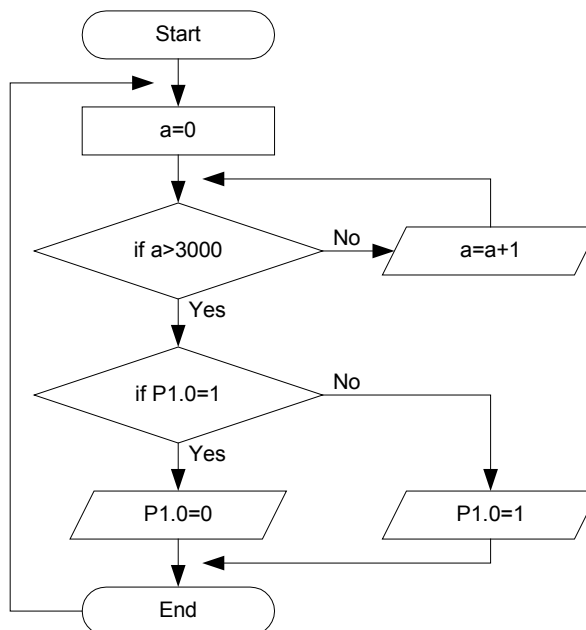 Start
a=0
if a>3000
No
a=a+1
Yes
if P1.0=1
No
Yes
P1.0=0
P1.0=1
End